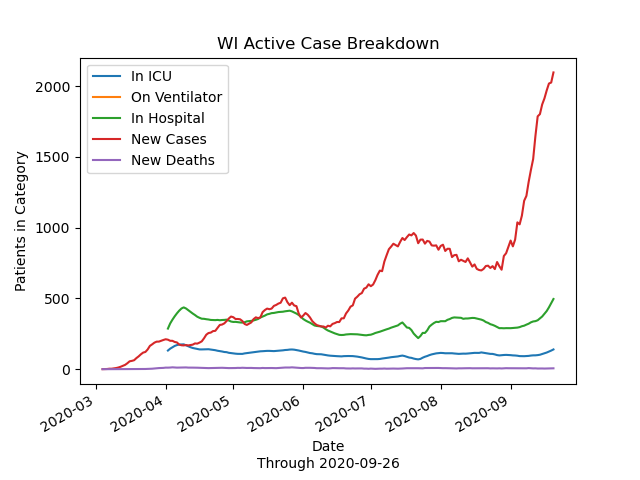 WI Active Case Breakdown
In ICU
On Ventilator
In Hospital
New Cases
New Deaths
Patients in Category
2000
1500
1000
500
0
2020-03
2020-04
2020-05
2020-06
2020-07
2020-08
2020-09
Date
Through 2020-09-26